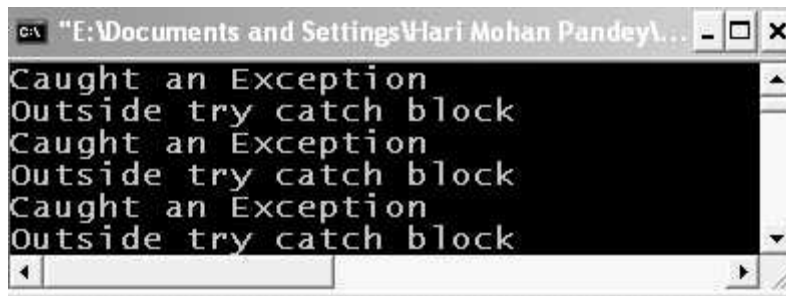 "E:\Documents and Settings\Hari Mohan Pandey\...
Caught an Exception
Outside try catch block
Caught an Exception
Outside try catch block
Caught an Exception
Outside try catch block